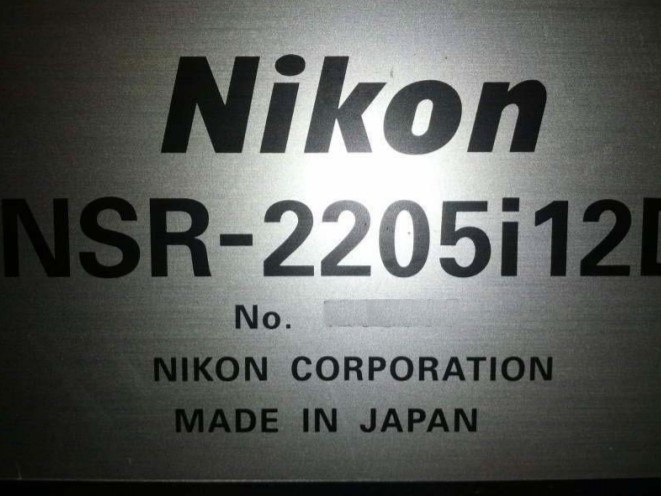 Nikon
NSR-2205i12D
No.
NIKON CORPORATION
MADE IN JAPAN